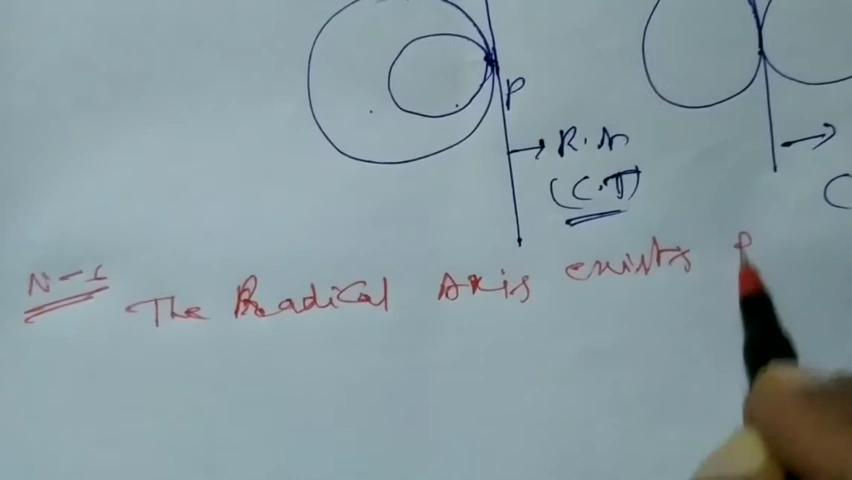 P
R.A
(C.T)
(
N-1 The Radical Axis exists